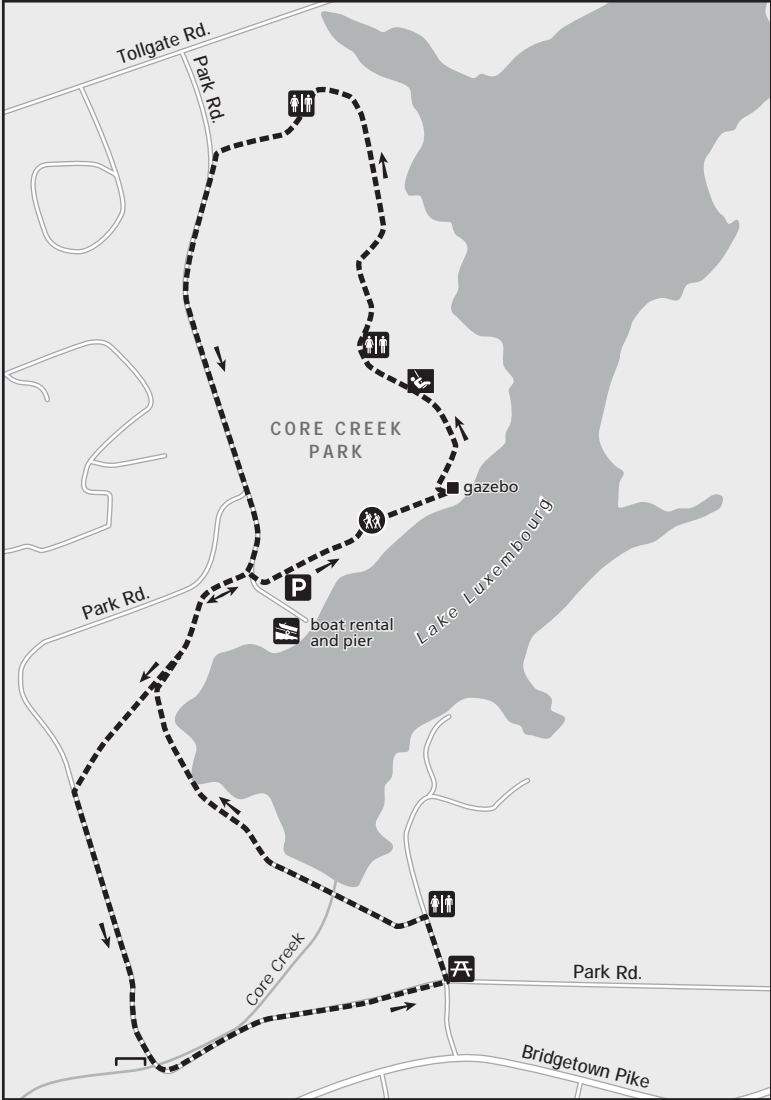 Tollgate Rd.
Park Rd.
CORE CREEK
PARK
gazebo
Lake Luxembourg
P
Park Rd.
boat rental
and pier
Core Creek
Park Rd.
Bridgetown Pike